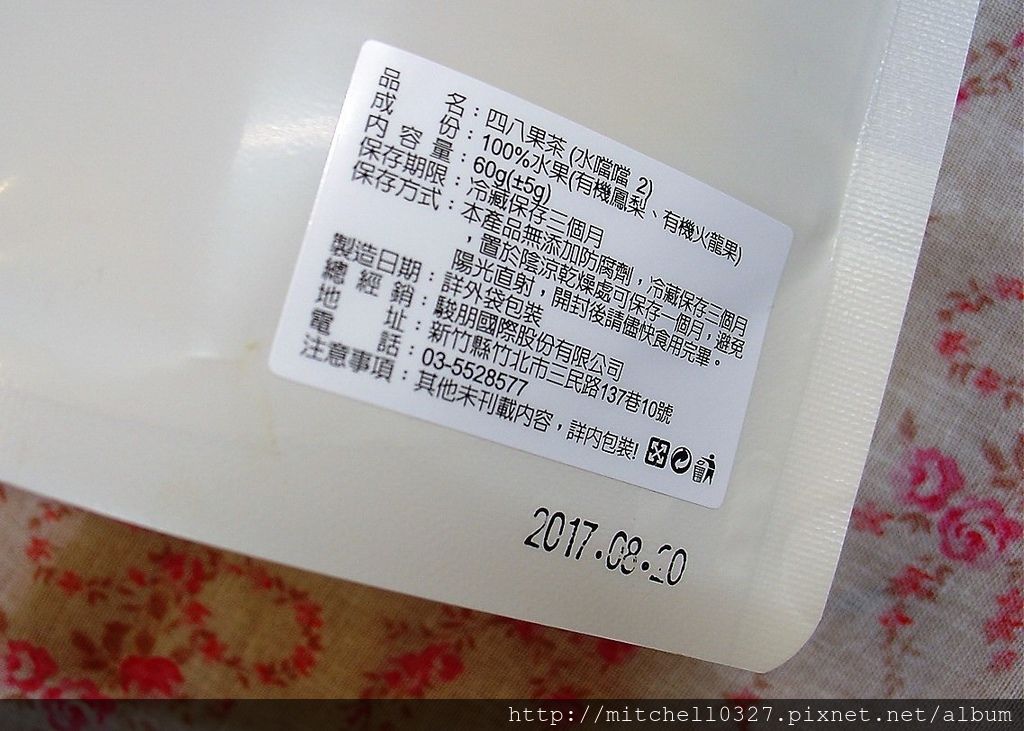 品名：四八果茶 (水噹噹 2)
成份：100%水果(有機鳳梨、有機火龍果)
內容量：60g(±5g)
保存期限：冷藏保存三個月
保存方式：本產品無添加防腐劑，冷藏保存三個月
，置於陰涼乾燥處可保存一個月；避免
陽光直射，開封後請儘快食用完畢。
製造日期：詳外袋包裝
總經銷：駿朋國際股份有限公司
地址：新竹縣竹北市三民路137巷10號
電話：03-5528577
注意事項：其他未刊載內容，詳內包裝!
2017.08.20
http://mitchell0327.pixnet.net/album